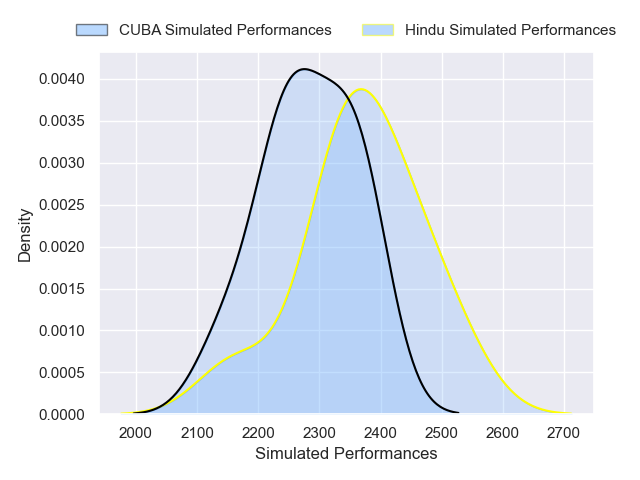 CUBA Simulated Performances
Hindu Simulated Performances
0.0040
0.0035
0.0030
0.0025
0.0020
0.0015
0.0010
0.0005
0.0000
Density
2000 2100 2200 2300 2400 2500 2600 2700
Simulated Performances